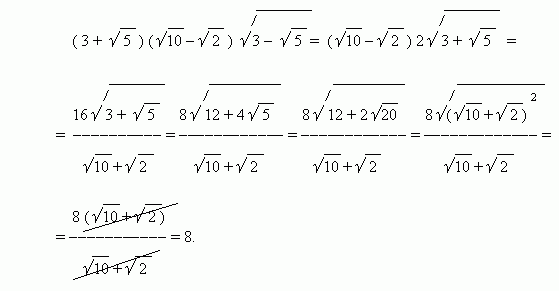 ( 3 + √5 ) (√10 − √2 ) √(3 − √5) = (√10 − √2 ) 2√(3 + √5) =
= 16√(3 + √5) / (√10 + √2) = 8√(12 + 4√5) / (√10 + √2) = 8√(12 + 2√20) / (√10 + √2) = 8√((√10 + √2)²) / (√10 + √2) =
= 8 (√10 + √2) / (√10 + √2) = 8.